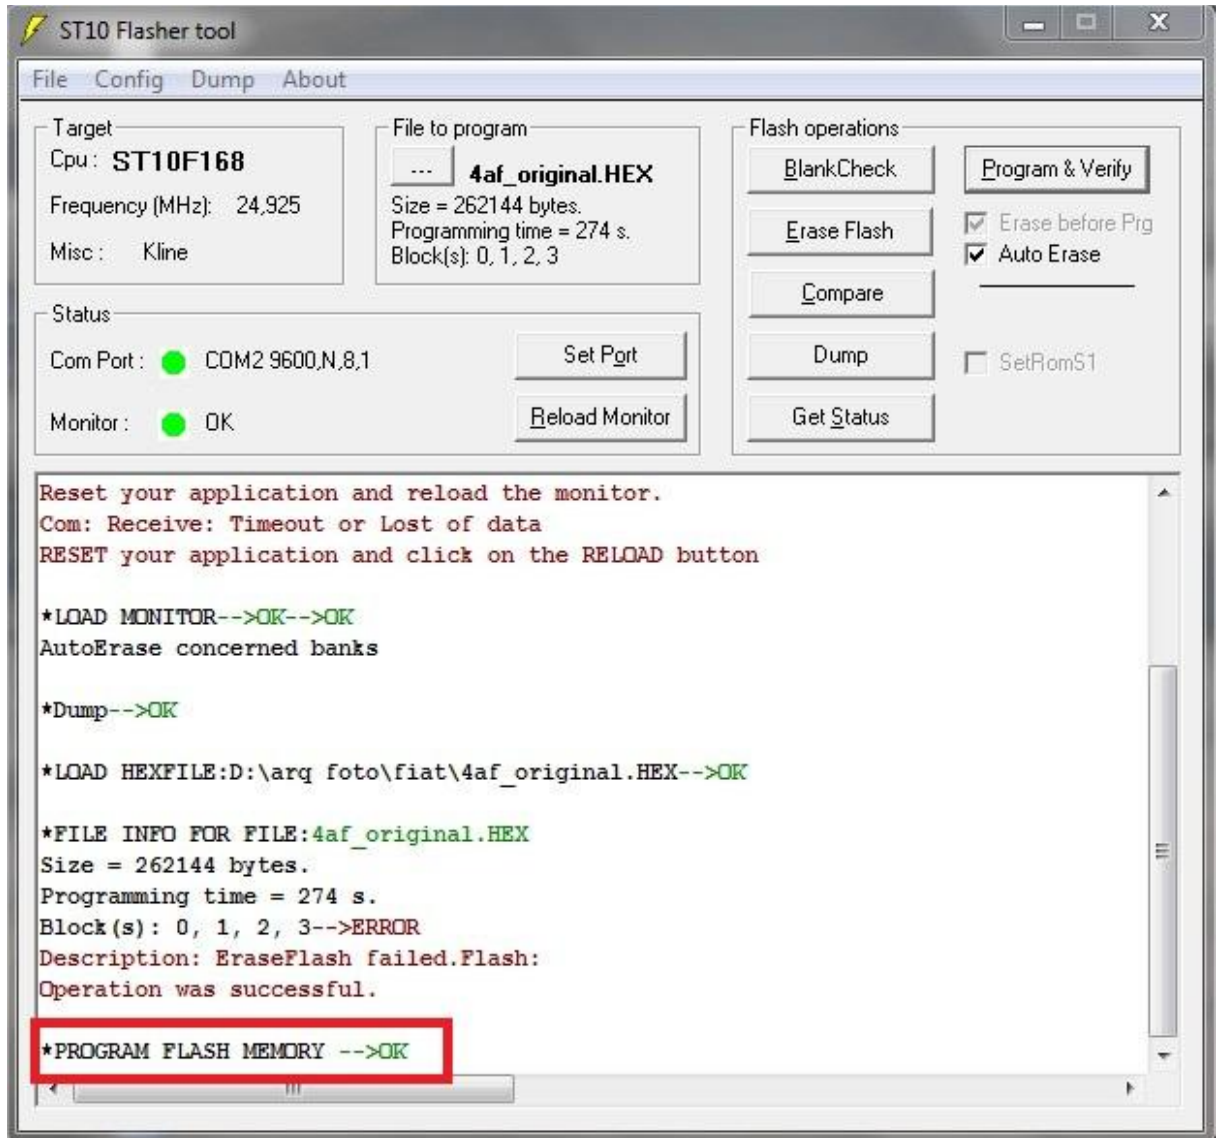 ST10 Flasher tool
File Config Dump About
Target
Cpu : ST10F168
Frequency (MHz): 24,925
Misc : Kline
File to program
... 4af_original.HEX
Size = 262144 bytes.
Programming time = 274 s.
Block(s): 0, 1, 2, 3
Flash operations
BlankCheck
Program & Verify
Erase Flash
Erase before Prg
Auto Erase
Compare
Dump
SetRomS1
Get Status
Status
Com Port : COM2 9600,N,8,1
Set Port
Monitor : OK
Reload Monitor
Reset your application and reload the monitor.
Com: Receive: Timeout or Lost of data
RESET your application and click on the RELOAD button
*LOAD MONITOR-->OK-->OK
AutoErase concerned banks
*Dump-->OK
*LOAD HEXFILE:D:\arq foto\fiat\4af_original.HEX-->OK
*FILE INFO FOR FILE:4af_original.HEX
Size = 262144 bytes.
Programming time = 274 s.
Block(s): 0, 1, 2, 3-->ERROR
Description: EraseFlash failed.Flash:
Operation was successful.
*PROGRAM FLASH MEMORY -->OK